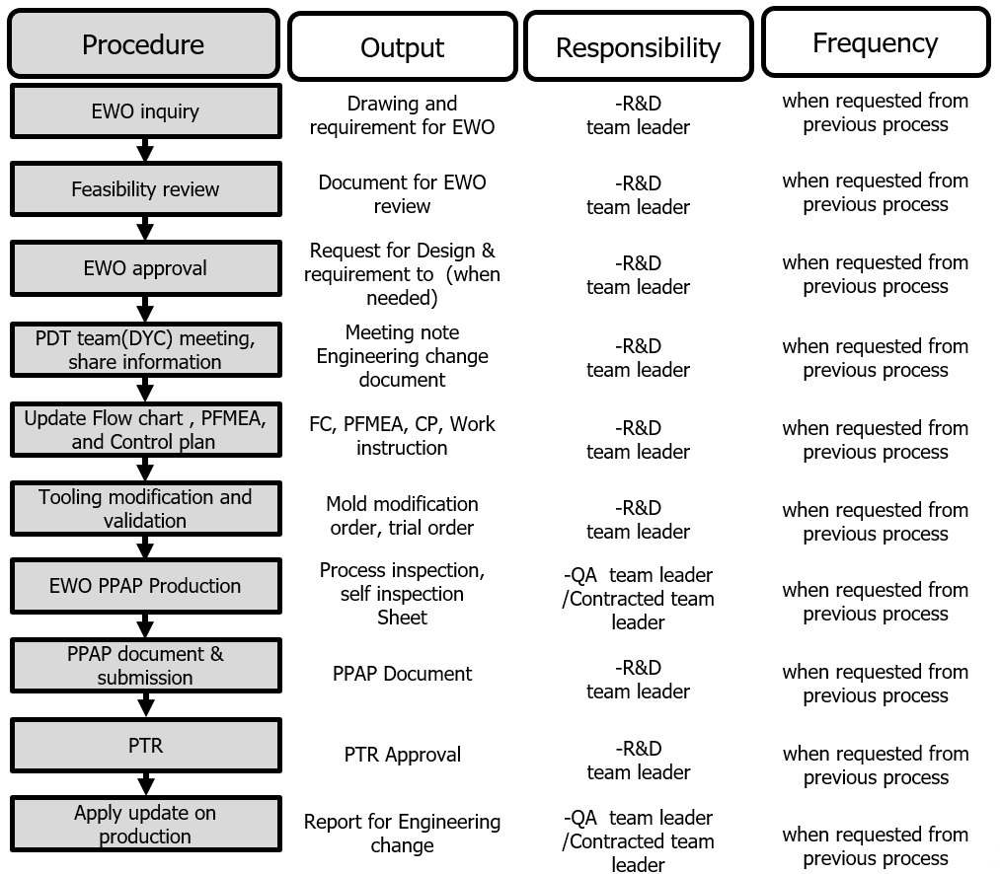 Procedure
Output
Responsibility
Frequency
EWO inquiry
Drawing and
requirement for EWO
-R&D
team leader
when requested from
previous process
Feasibility review
Document for EWO
review
-R&D
team leader
when requested from
previous process
EWO approval
Request for Design &
requirement to (when
needed)
-R&D
team leader
when requested from
previous process
PDT team(DYC) meeting,
share information
Meeting note
Engineering change
document
-R&D
team leader
when requested from
previous process
Update Flow chart , PFMEA,
and Control plan
FC, PFMEA, CP, Work
instruction
-R&D
team leader
when requested from
previous process
Tooling modification and
validation
Mold modification
order, trial order
-R&D
team leader
when requested from
previous process
EWO PPAP Production
Process inspection,
self inspection
Sheet
-QA team leader
/Contracted team
leader
when requested from
previous process
PPAP document &
submission
PPAP Document
-R&D
team leader
when requested from
previous process
PTR
PTR Approval
-R&D
team leader
when requested from
previous process
Apply update on
production
Report for Engineering
change
-QA team leader
/Contracted team
leader
when requested from
previous process